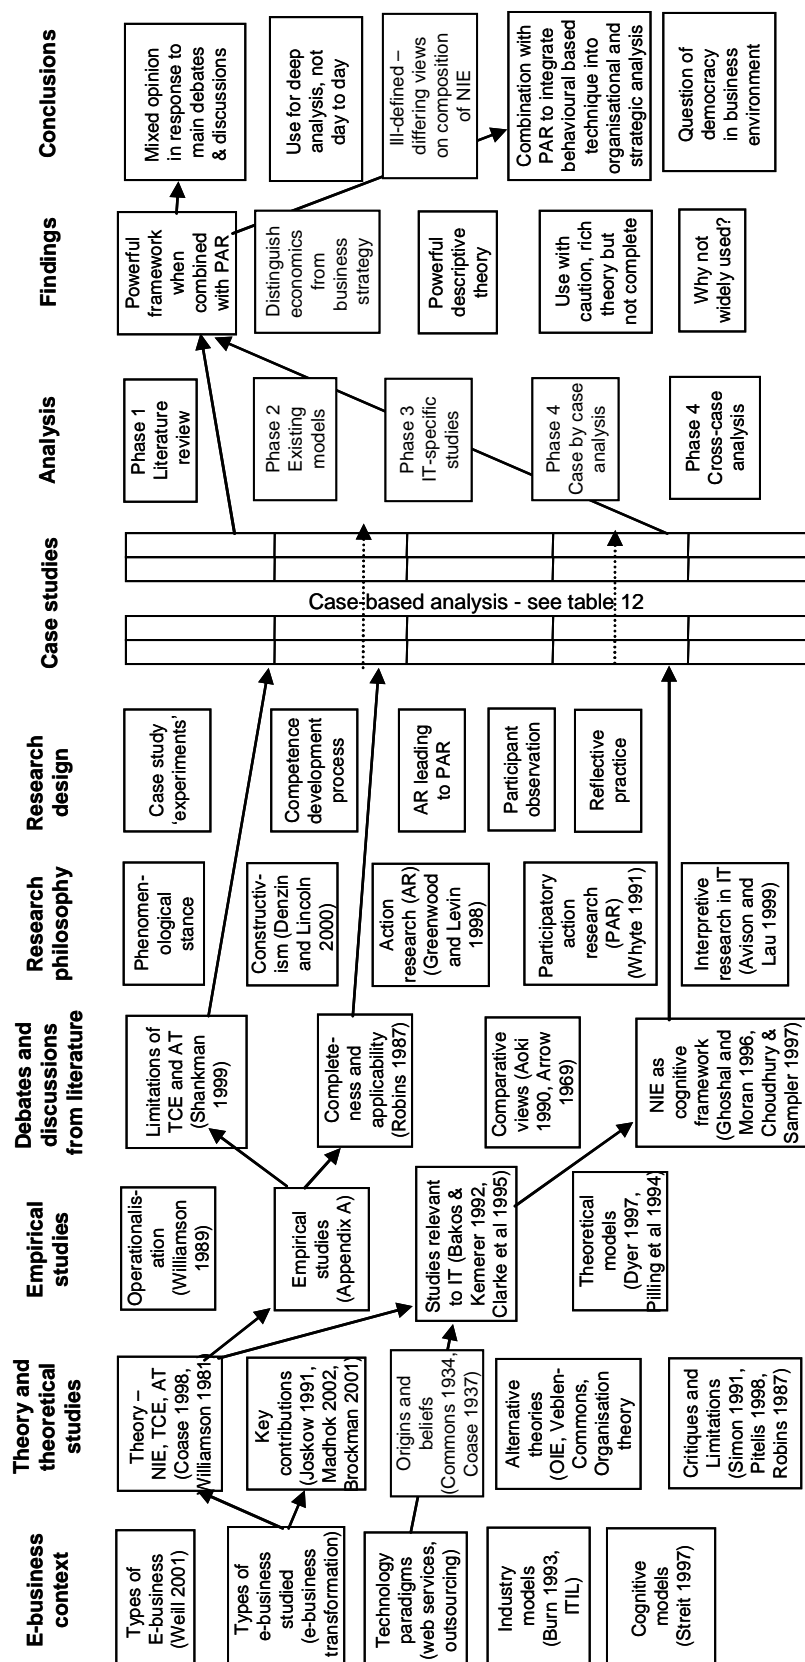 E-business
context
Types of
E-business
(Weill 2001)
Types of
e-business
studied
(e-business
transformation)
Technology
paradigms
(web services,
outsourcing)
Industry
models
(Burn 1993,
ITIL)
Cognitive
models
(Streit 1997)
Theory and
theoretical
studies
Theory –
NIE, TCE, AT
(Coase 1998,
Williamson 1981)
Key
contributions
(Joskow 1991,
Madhok 2002,
Brockman 2001)
Origins and
beliefs
(Commons 1934,
Coase 1937)
Alternative
theories
(OIE, Veblen-
Commons,
Organisation
theory
Critiques and
Limitations
(Simon 1991,
Pitelis 1998,
Robins 1987)
Empirical
studies
Operationalis-
ation
(Williamson
1989)
Empirical
studies
(Appendix A)
Studies relevant
to IT (Bakos &
Kemerer 1992,
Clarke et al 1995)
Theoretical
models
(Dyer 1997,
Pilling et al 1994)
Debates and
discussions
from literature
Limitations of
TCE and AT
(Shankman
1999)
Complete-
ness and
applicability
(Robins 1987)
Comparative
views (Aoki
1990, Arrow
1969)
NIE as
cognitive
framework
(Ghoshal and
Moran 1996,
Choudhury &
Sampler 1997)
Research
philosophy
Phenomen-
ological
stance
Constructiv-
ism (Denzin
and Lincoln
2000)
Action
research (AR)
(Greenwood
and Levin
1998)
Participatory
action
research
(PAR)
(Whyte 1991)
Interpretive
research in IT
(Avison and
Lau 1999)
Research
design
Case study
‘experiments’
Competence
development
process
AR leading
to PAR
Participant
observation
Reflective
practice
Case studies
Case-based analysis - see table 12
Analysis
Phase 1
Literature
review
Phase 2
Existing
models
Phase 3
IT-specific
studies
Phase 4
Case by case
analysis
Phase 4
Cross-case
analysis
Findings
Powerful
framework
when
combined
with PAR
Distinguish
economics
from
business
strategy
Powerful
descriptive
theory
Use with
caution, rich
theory but
not complete
Why not
widely used?
Conclusions
Mixed opinion
in response to
main debates
& discussions
Use for deep
analysis, not
day to day
Ill-defined –
differing views
on composition
of NIE
Combination with
PAR to integrate
behavioural based
technique into
organisational and
strategic analysis
Question of
democracy
in business
environment